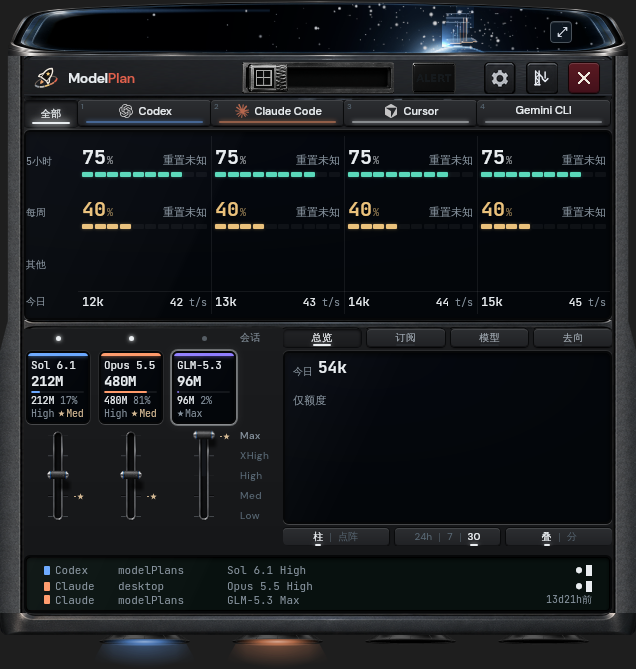 ModelPlan
ALERT
全部
1 Codex
2 Claude Code
3 Cursor
4 Gemini CLI
5小时 75% 重置未知 75% 重置未知 75% 重置未知 75% 重置未知
每周 40% 重置未知 40% 重置未知 40% 重置未知 40% 重置未知
其他
今日 12k 42 t/s 13k 43 t/s 14k 44 t/s 15k 45 t/s
会话
总览 订阅 模型 去向
Sol 6.1
212M
212M 17%
High ★Med
Opus 5.5
480M
480M 81%
High ★Med
GLM-5.3
96M
96M 2%
★Max
Max
XHigh
High
Med
Low
今日 54k
仅额度
柱 | 点阵
24h | 7 | 30
叠 | 分
Codex modelPlans Sol 6.1 High
Claude desktop Opus 5.5 High
Claude modelPlans GLM-5.3 Max 13d21h前